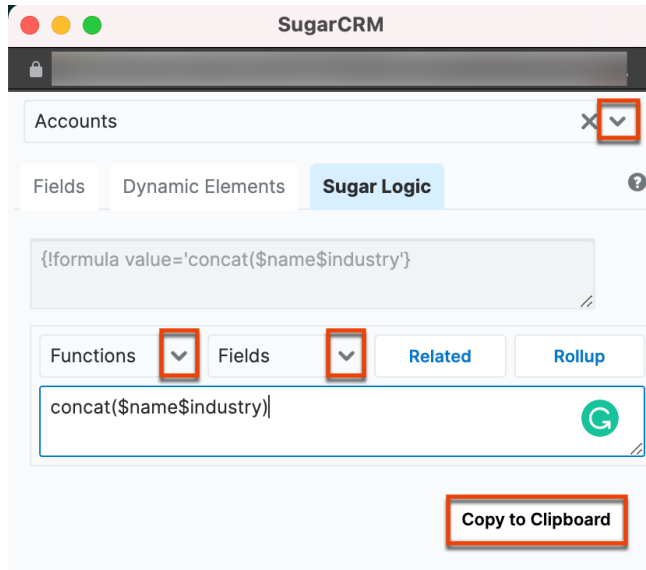 SugarCRM
Accounts
Fields Dynamic Elements Sugar Logic ?
{!formula value='concat($name$industry'}
Functions Fields Related Rollup
concat($name$industry)
Copy to Clipboard